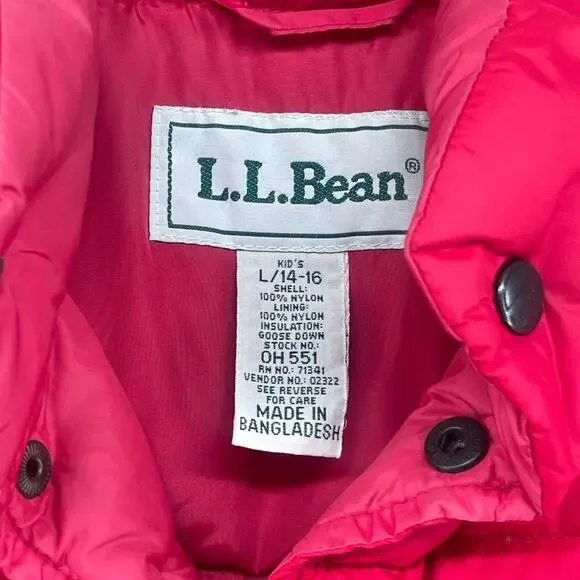 L.L.Bean®
KID'S
L/14-16
SHELL:
100% NYLON
LINING:
100% NYLON
INSULATION:
GOOSE DOWN
STOCK NO.:
OH 551
RN NO.: 71341
VENDOR NO.: 02322
SEE REVERSE
FOR CARE
MADE IN
BANGLADESH